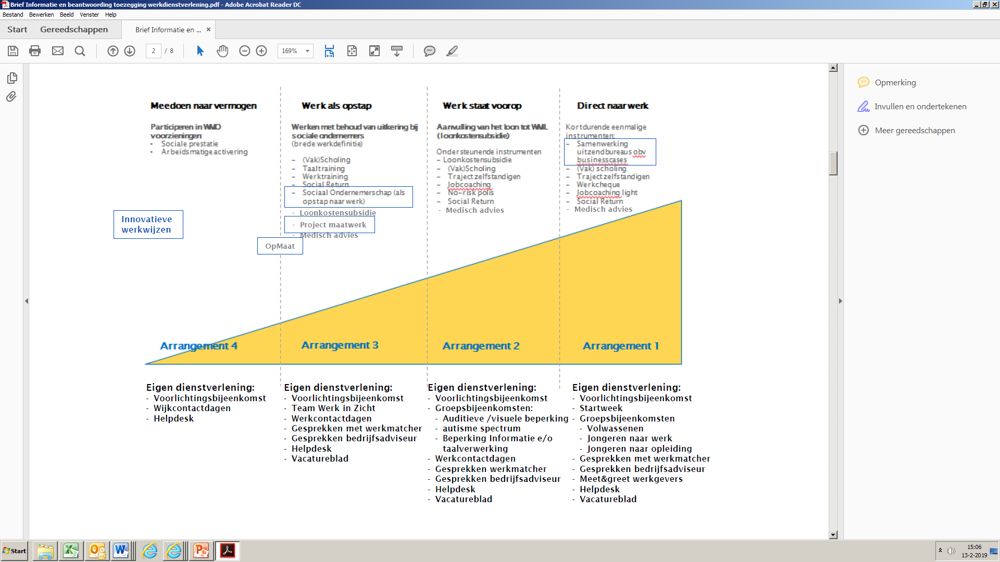 Brief Informatie en beantwoording toezegging werkdienstverlening.pdf - Adobe Acrobat Reader DC
Bestand Bewerken Beeld Venster Help
Start Gereedschappen Brief Informatie en ... ×
2 / 8 169%
Opmerking
Invullen en ondertekenen
Meer gereedschappen
Meedoen naar vermogen
Participeren in WMO
voorzieningen
• Sociale prestatie
• Arbeidsmatige activering
Innovatieve
werkwijzen
OpMaat
Werk als opstap
Werken met behoud van uitkering bij
sociale ondernemers
(brede werkdefinitie)
– (Vak)Scholing
– Taaltraining
– Werktraining
– Social Return
– Sociaal Ondernemerschap (als
opstap naar werk)
- Loonkostensubsidie
- Project maatwerk
- Medisch advies
Werk staat voorop
Aanvulling van het loon tot WML
(loonkostensubsidie)
Ondersteunende instrumenten
– Loonkostensubsidie
– (Vak)Scholing
– Traject zelfstandigen
– Jobcoaching
– No-risk polis
– Social Return
- Medisch advies
Direct naar werk
Kortdurende eenmalige
instrumenten:
– Samenwerking
uitzendbureaus obv
businesscases
– (Vak) scholing
– Traject zelfstandigen
– Werkcheque
– Jobcoaching light
– Social Return
- Medisch advies
Arrangement 4
Arrangement 3
Arrangement 2
Arrangement 1
Eigen dienstverlening:
- Voorlichtingsbijeenkomst
- Wijkcontactdagen
- Helpdesk
Eigen dienstverlening:
- Voorlichtingsbijeenkomst
- Team Werk in Zicht
- Werkcontactdagen
- Gesprekken met werkmatcher
- Gesprekken bedrijfsadviseur
- Helpdesk
- Vacatureblad
Eigen dienstverlening:
- Voorlichtingsbijeenkomst
- Groepsbijeenkomsten:
- Auditieve /visuele beperking
- autisme spectrum
- Beperking Informatie e/o
taalverwerking
- Werkcontactdagen
- Gesprekken werkmatcher
- Gesprekken bedrijfsadviseur
- Helpdesk
- Vacatureblad
Eigen dienstverlening:
- Voorlichtingsbijeenkomst
- Startweek
- Groepsbijeenkomsten
- Volwassenen
- Jongeren naar werk
- Jongeren naar opleiding
- Gesprekken met werkmatcher
- Gesprekken bedrijfsadviseur
- Meet&greet werkgevers
- Helpdesk
- Vacatureblad
Start
15:06
13-2-2019